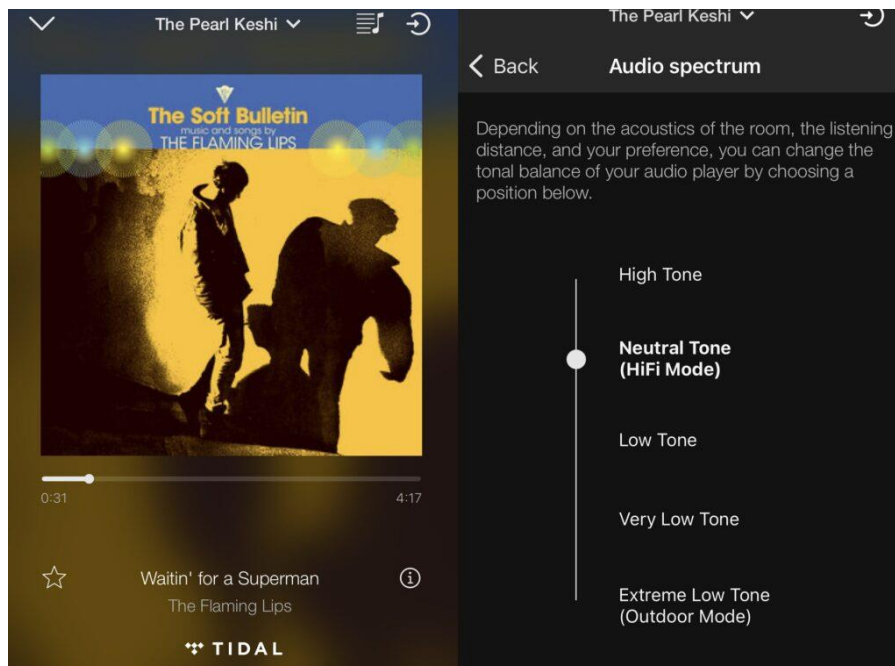 The Pearl Keshi
The Soft Bulletin
music and songs by
THE FLAMING LIPS
0:31
4:17
Waitin' for a Superman
The Flaming Lips
TIDAL
The Pearl Keshi
Back
Audio spectrum
Depending on the acoustics of the room, the listening
distance, and your preference, you can change the
tonal balance of your audio player by choosing a
position below.
High Tone
Neutral Tone
(HiFi Mode)
Low Tone
Very Low Tone
Extreme Low Tone
(Outdoor Mode)